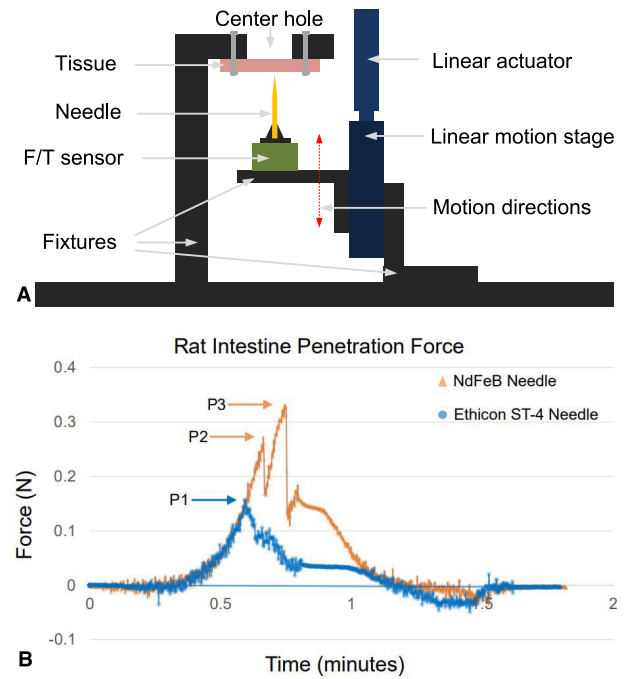 Center hole
Tissue
Linear actuator
Needle
Linear motion stage
F/T sensor
Motion directions
Fixtures
A
Rat Intestine Penetration Force
0.4
NdFeB Needle
P3
Ethicon ST-4 Needle
0.3
P2
0.2
P1
Force (N)
0.1
0
0
0.5
1
1.5
2
-0.1
B
Time (minutes)